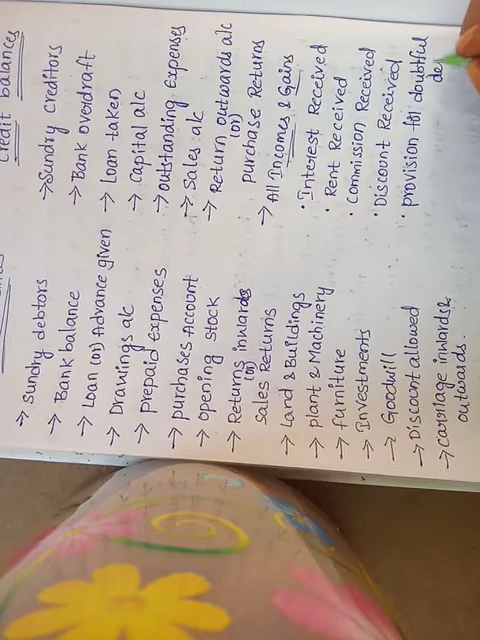 Credit balances
→ Sundry creditors
→ Bank overdraft
→ Loan taken
→ Capital a/c
→ outstanding Expenses
→ Sales a/c
→ Return outwards a/c
(or)
purchase Returns
→ All Incomes & Gains
• Interest Received
• Rent Received
• Commission Received
• Discount Received
• provision for doubtful
→ Sundry debtors
→ Bank balance
→ Loan (or) Advance given
→ Drawings a/c
→ prepaid expenses
→ purchases Account
→ opening stock
→ Returns inwards
(or)
Sales Returns
→ Land & Buildings
→ plant & Machinery
→ furniture
→ Investments
→ Goodwill
→ Discount allowed
→ Carriage inwards &
outwards.